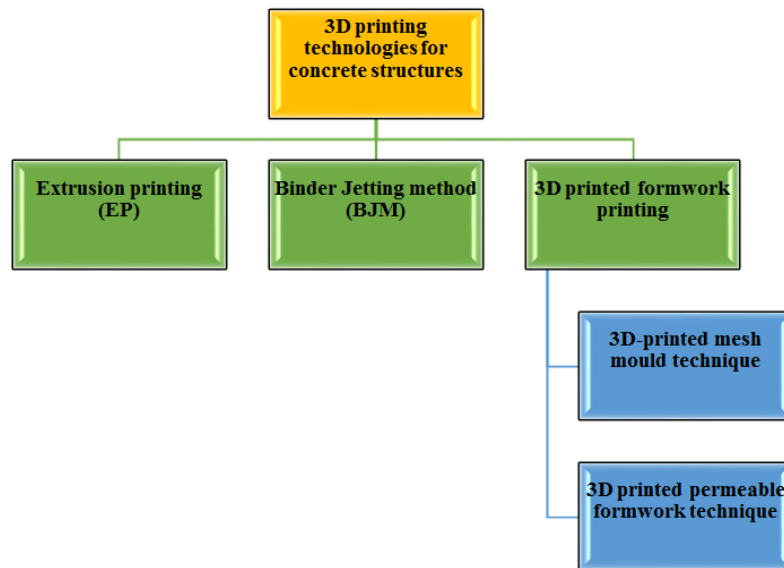 3D printing
technologies for
concrete structures
Extrusion printing
(EP)
Binder Jetting method
(BJM)
3D printed formwork
printing
3D-printed mesh
mould technique
3D printed permeable
formwork technique